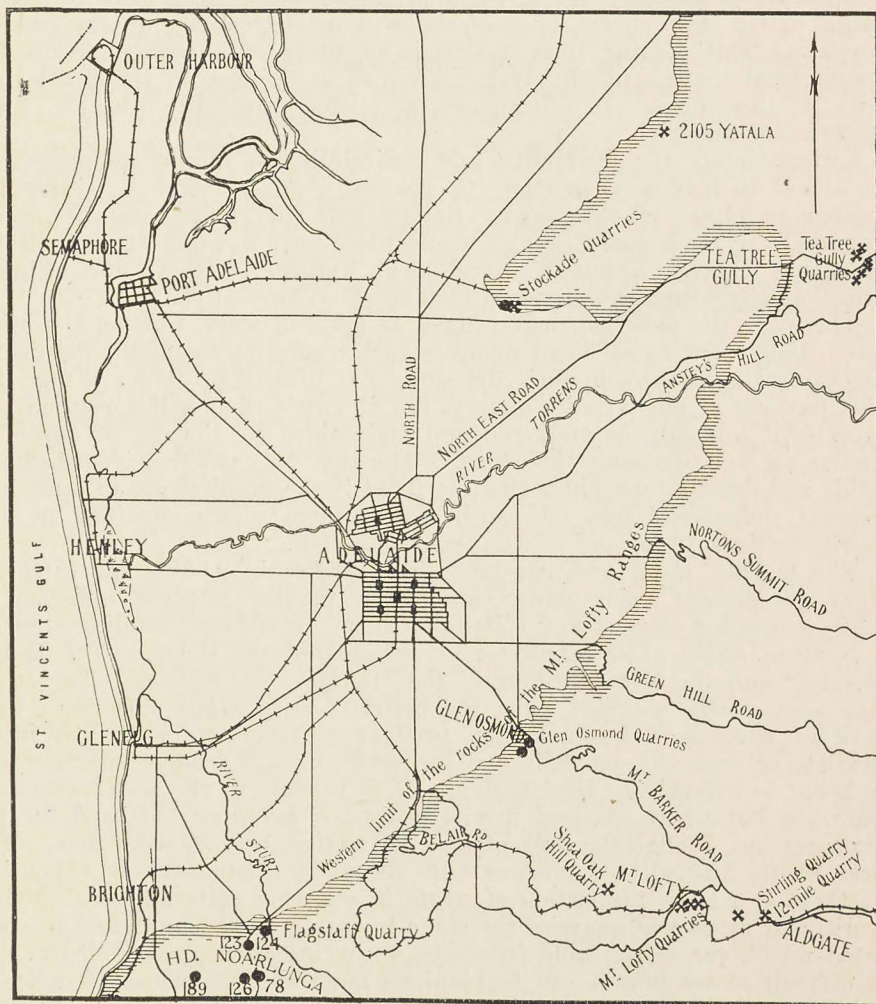 OUTER HARBOUR
N
2105 YATALA
SEMAPHORE
PORT ADELAIDE
Stockade Quarries
TEA TREE
GULLY
Tea Tree
Gully
Quarries
NORTH ROAD
NORTH EAST ROAD
RIVER TORRENS
ANSTEY'S HILL ROAD
HENLEY
ADELAIDE
NORTONS SUMMIT ROAD
ST. VINCENTS GULF
Western limit of the rocks of the Mt Lofty Ranges
GREEN HILL ROAD
GLENELG
GLEN OSMOND
Glen Osmond Quarries
RIVER STURT
MT BARKER ROAD
BELAIR RD
Shea Oak
Hill Quarry
MT LOFTY
Stirling Quarry
12 mile Quarry
BRIGHTON
Flagstaff Quarry
Mt Lofty Quarries
ALDGATE
123 124
HD. NOARLUNGA
189 126 78